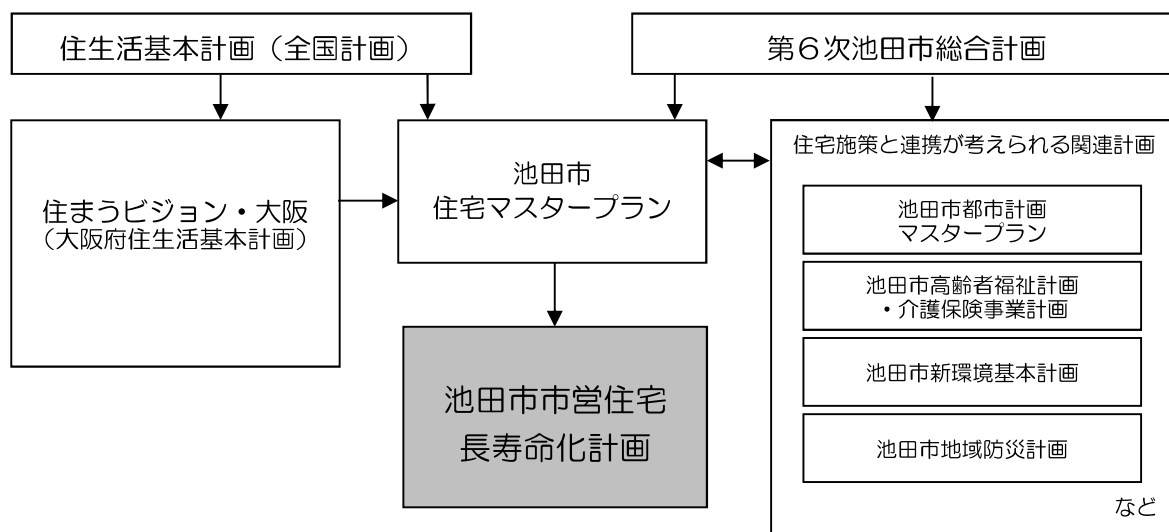 住生活基本計画（全国計画）
第６次池田市総合計画
住まうビジョン・大阪
（大阪府住生活基本計画）
池田市
住宅マスタープラン
池田市市営住宅
長寿命化計画
住宅施策と連携が考えられる関連計画
池田市都市計画
マスタープラン
池田市高齢者福祉計画
・介護保険事業計画
池田市新環境基本計画
池田市地域防災計画
など